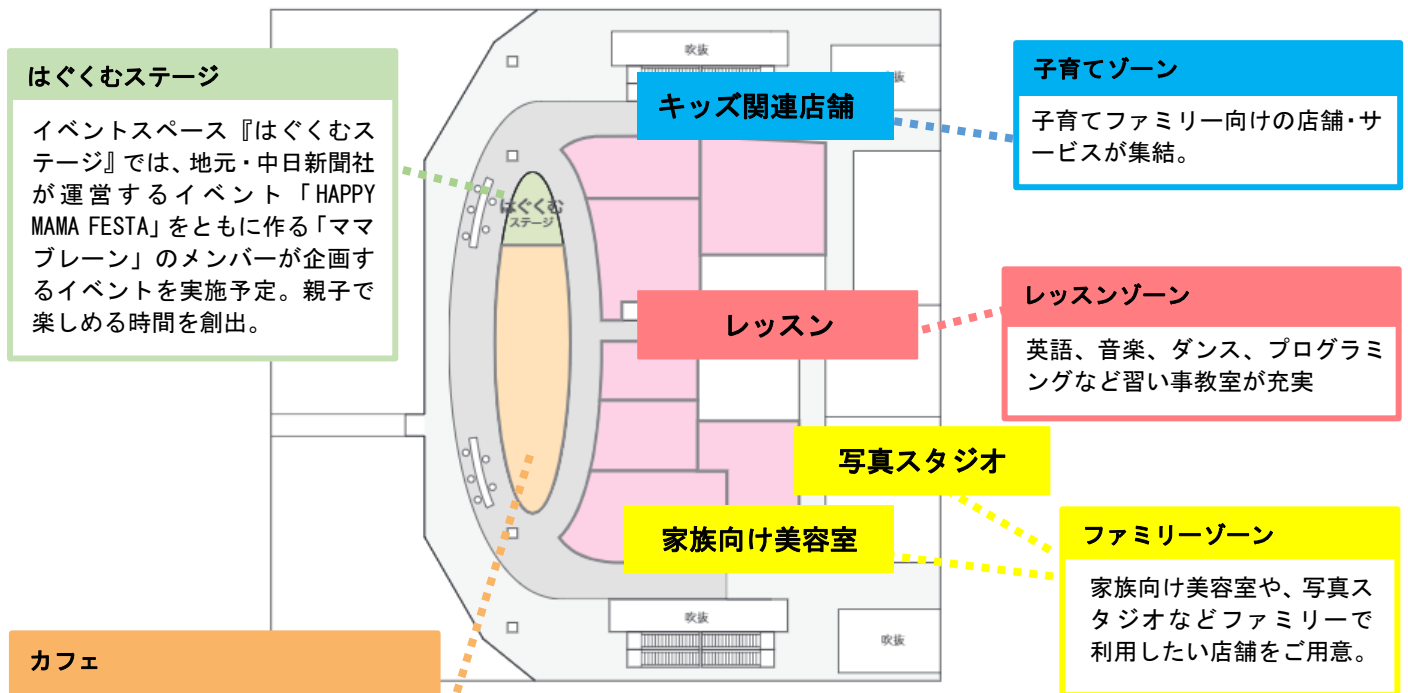 吹抜
はぐくむステージ
イベントスペース『はぐくむス
テージ』では、地元・中日新聞社
が運営するイベント「HAPPY
MAMA FESTA」をともに作る「ママ
ブレーン」のメンバーが企画す
るイベントを実施予定。親子で
楽しめる時間を創出。
キッズ関連店舗
吹抜
子育てゾーン
子育てファミリー向けの店舗・サ
ービスが集結。
はぐくむ
ステージ
レッスン
レッスンゾーン
英語、音楽、ダンス、プログラミ
ングなど習い事教室が充実
写真スタジオ
家族向け美容室
ファミリーゾーン
家族向け美容室や、写真ス
タジオなどファミリーで
利用したい店舗をご用意。
吹抜
吹抜
カフェ